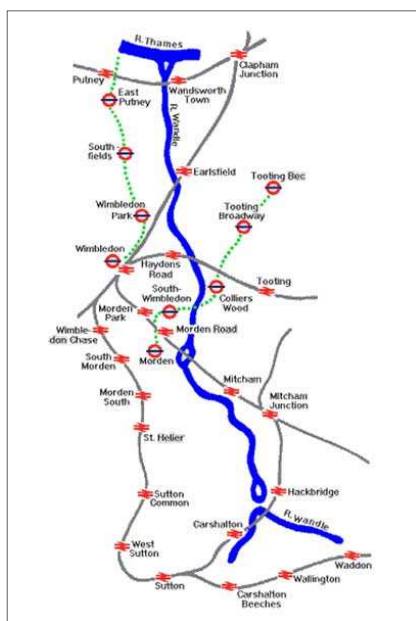 R. Thames
Putney
Clapham
Junction
Wandsworth
Town
East
Putney
R. Wandle
South-
fields
Earlsfield
Tooting Bec
Wimbledon
Park
Tooting
Broadway
Wimbledon
Haydons
Road
Tooting
South-
Wimbledon
Colliers
Wood
Morden
Park
Morden Road
Wimble-
don Chase
South
Morden
Morden
Mitcham
Morden
South
Mitcham
Junction
St. Helier
Sutton
Common
Hackbridge
R. Wandle
Carshalton
West
Sutton
Waddon
Sutton
Wallington
Carshalton
Beeches